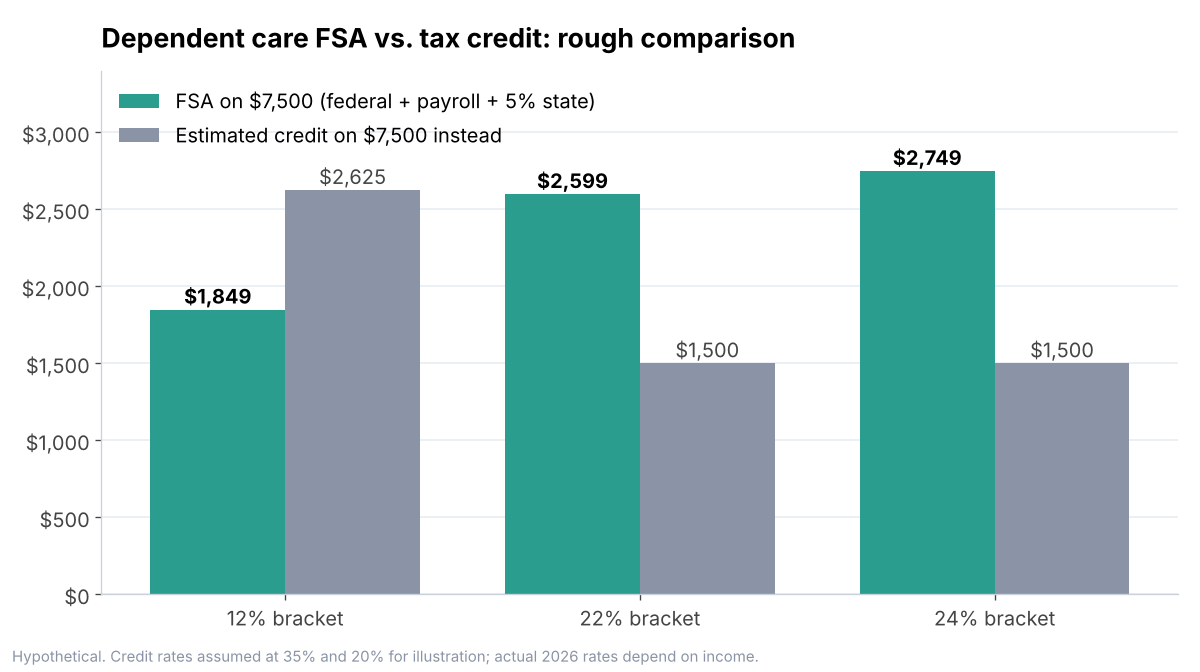 Dependent care FSA vs. tax credit: rough comparison
FSA on $7,500 (federal + payroll + 5% state)
Estimated credit on $7,500 instead
$3,000
$2,500
$2,000
$1,500
$1,000
$500
$0
$1,849
$2,625
$2,599
$1,500
$2,749
$1,500
12% bracket
22% bracket
24% bracket
Hypothetical. Credit rates assumed at 35% and 20% for illustration; actual 2026 rates depend on income.